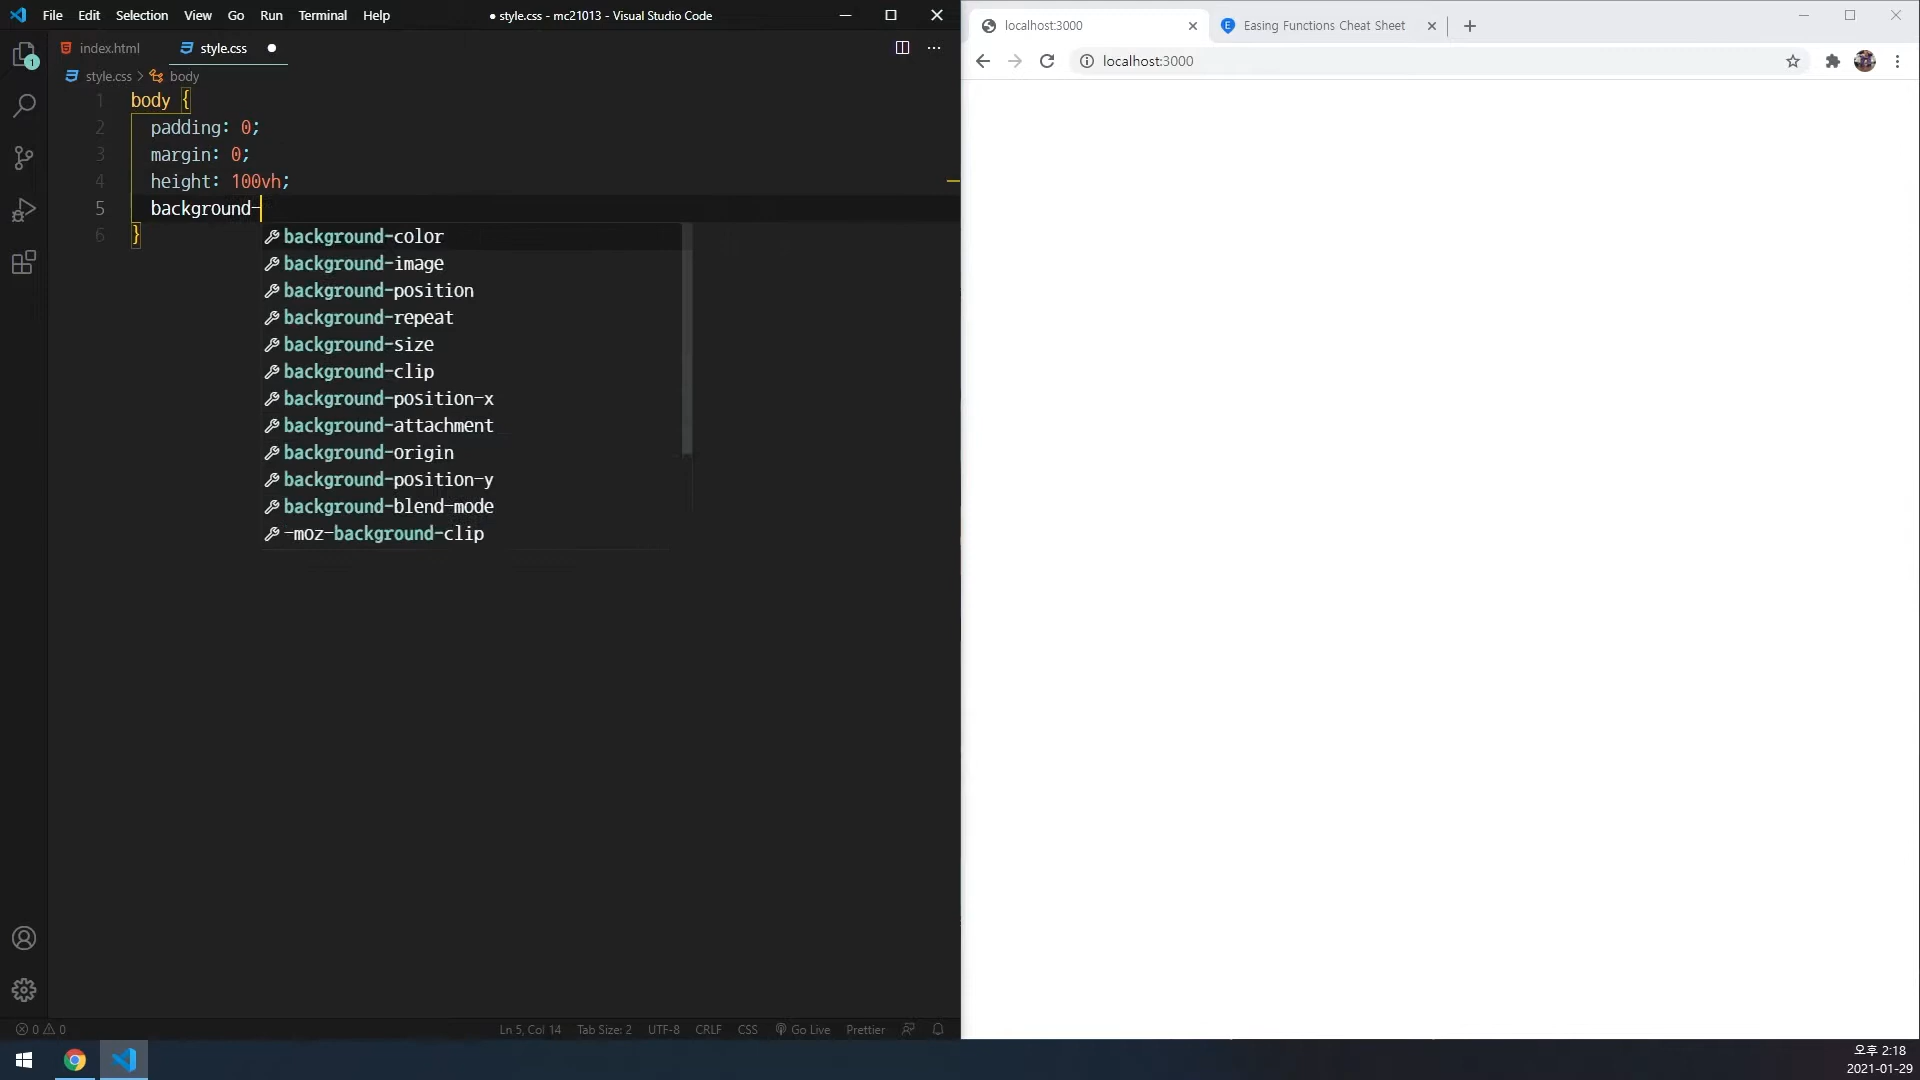 File Edit Selection View Go Run Terminal Help
● style.css - mc21013 - Visual Studio Code
index.html
style.css
style.css > body
1 body {
2 padding: 0;
3 margin: 0;
4 height: 100vh;
5 background-
6 }
background-color
background-image
background-position
background-repeat
background-size
background-clip
background-position-x
background-attachment
background-origin
background-position-y
background-blend-mode
-moz-background-clip
1
0 0
Ln 5, Col 14 Tab Size: 2 UTF-8 CRLF CSS Go Live Prettier
localhost:3000
Easing Functions Cheat Sheet
localhost:3000
오후 2:18
2021-01-29